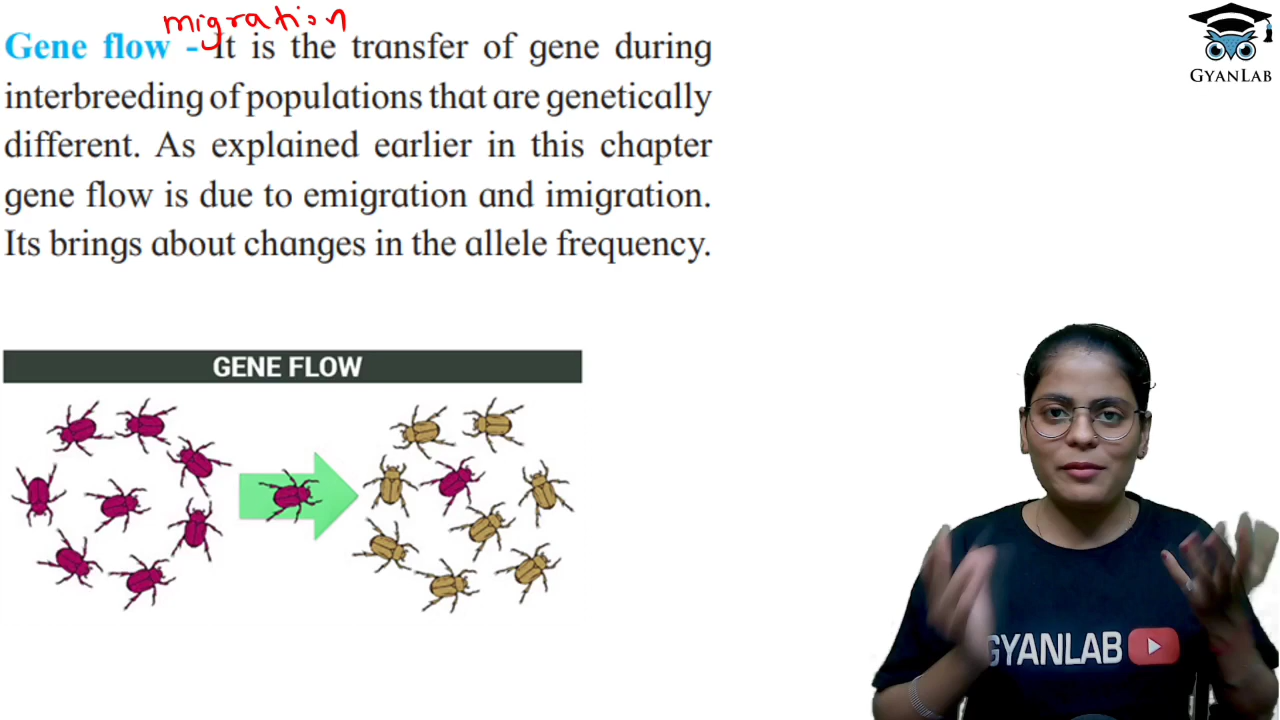 migration
Gene flow - It is the transfer of gene during
interbreeding of populations that are genetically
different. As explained earlier in this chapter
gene flow is due to emigration and imigration.
Its brings about changes in the allele frequency.
GENE FLOW
GYANLAB
GYANLAB